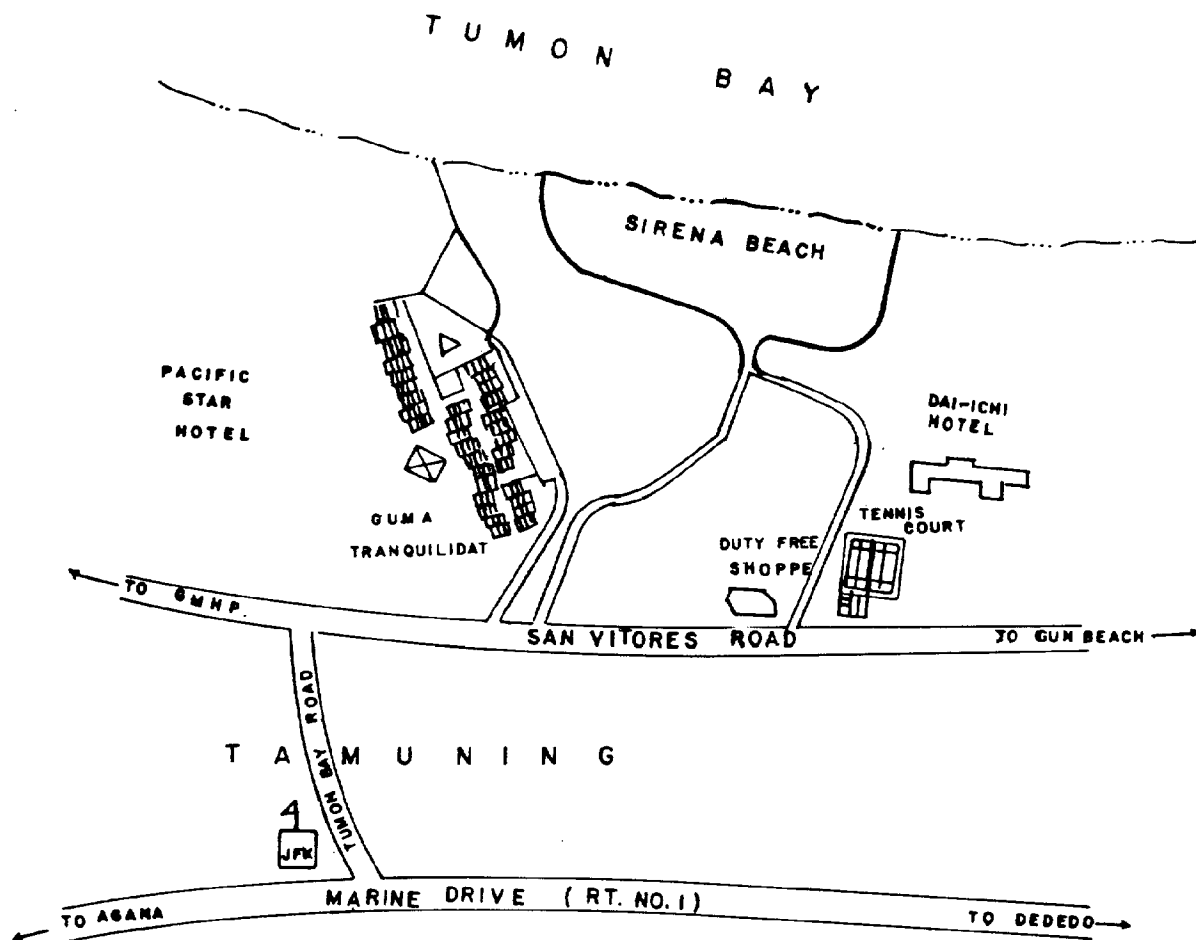 TUMON BAY
SIRENA BEACH
PACIFIC
STAR
HOTEL
DAI-ICHI
HOTEL
GUMA
TRANQUILIDAT
TENNIS
COURT
DUTY FREE
SHOPPE
TO GMHP.
SAN VITORES ROAD
TO GUN BEACH
TUMON BAY ROAD
TAMUNING
JFK
MARINE DRIVE (RT. NO. 1)
TO AGANA
TO DEDEDO